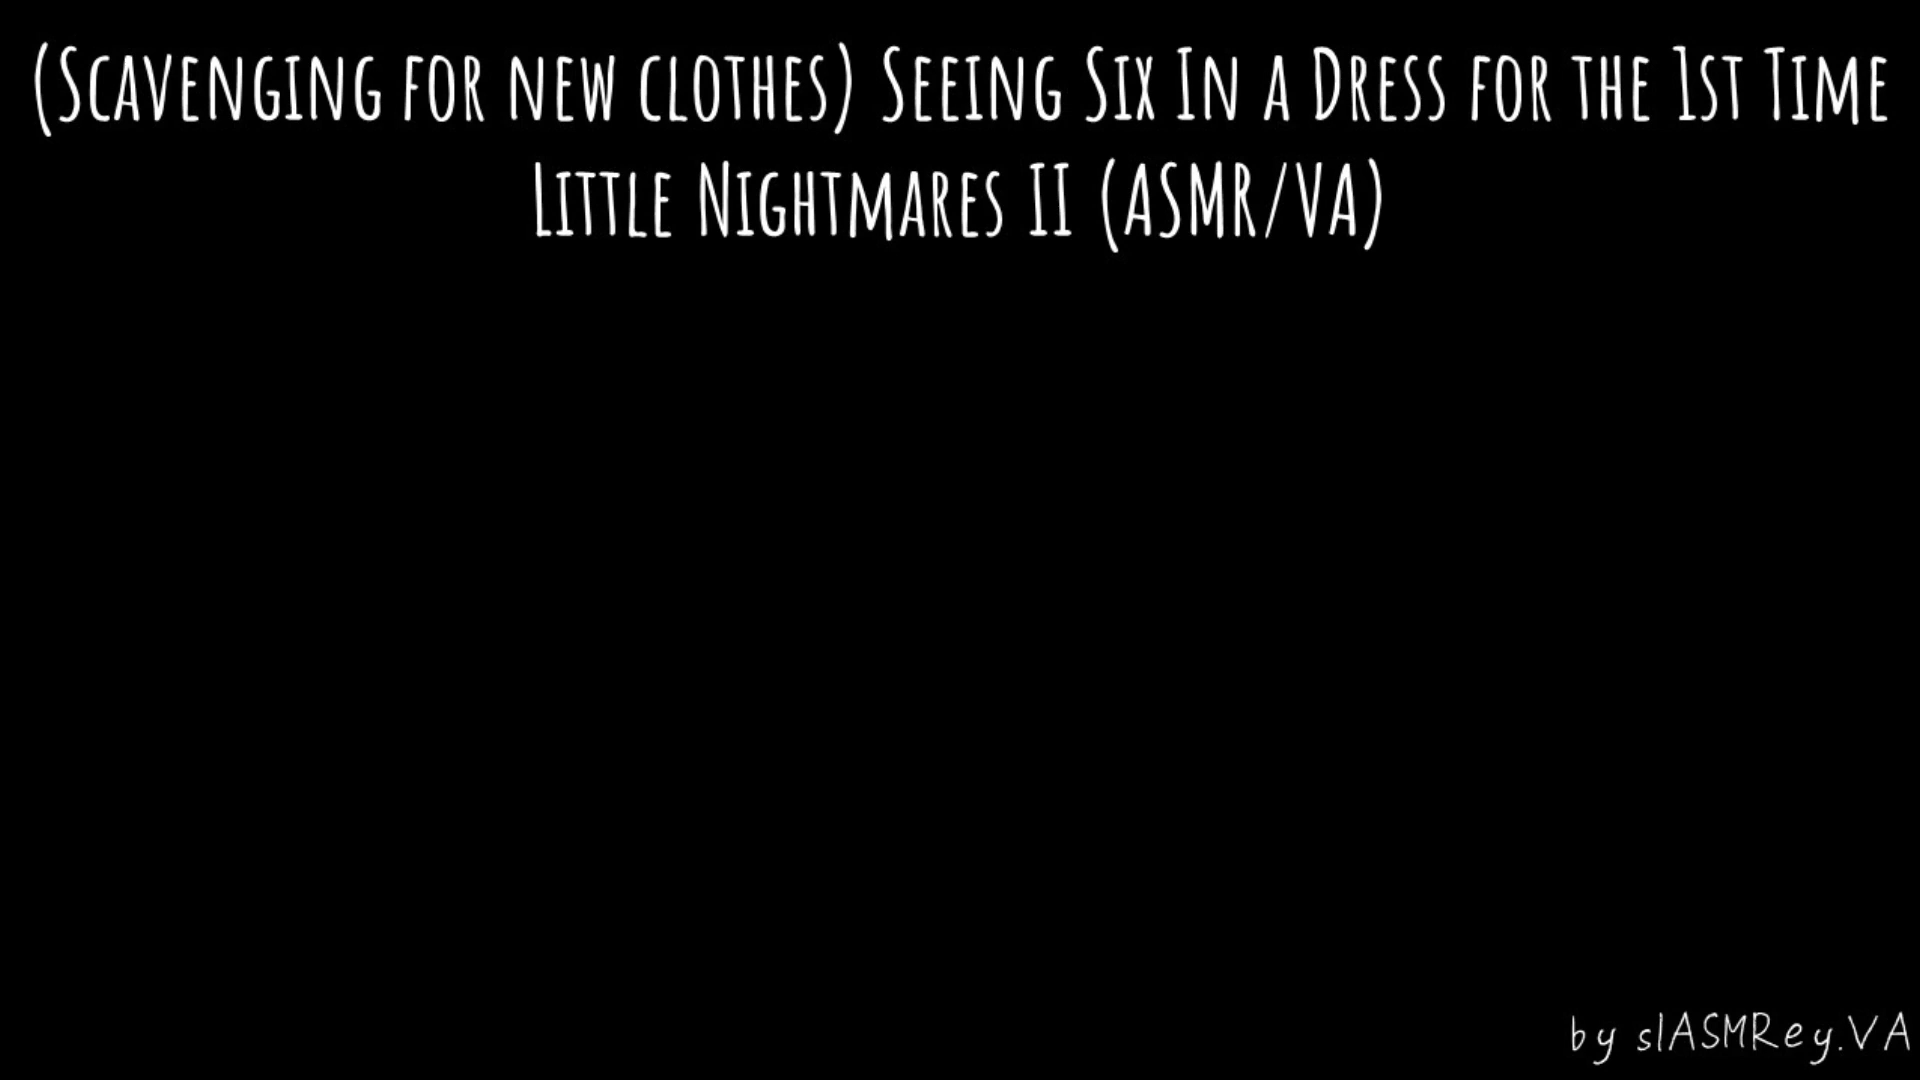 (Scavenging for new clothes) Seeing Six In a Dress for the 1st Time
Little Nightmares II (ASMR/VA)
by slASMRey.VA